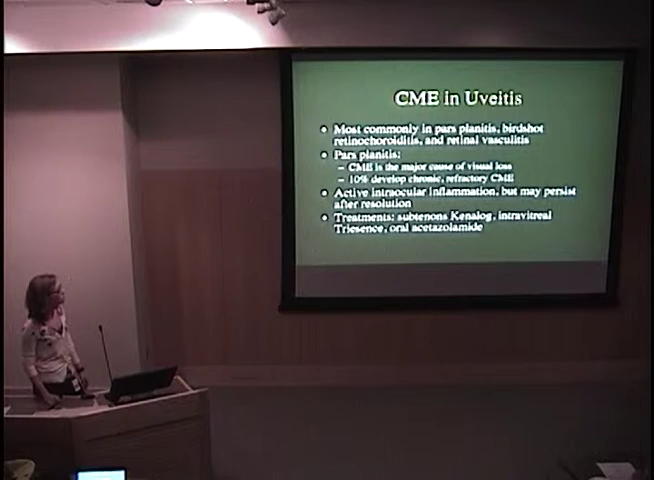 CME in Uveitis
• Most commonly in pars planitis, birdshot
retinochoroiditis, and retinal vasculitis
• Pars planitis:
– CME is the major cause of visual loss
– 10% develop chronic, refractory CME
• Active intraocular inflammation, but may persist
after resolution
• Treatments: subtenons Kenalog, intravitreal
Triesence, oral acetazolamide